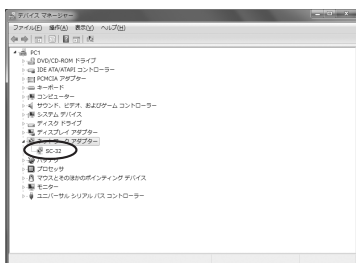 デバイス マネージャー
ファイル(F) 操作(A) 表示(V) ヘルプ(H)
PC1
DVD/CD-ROM ドライブ
IDE ATA/ATAPI コントローラー
PCMCIA アダプター
キーボード
コンピューター
サウンド、ビデオ、およびゲーム コントローラー
システム デバイス
ディスク ドライブ
ディスプレイ アダプター
ネットワーク アダプター
SC-32
バッテリ
プロセッサ
マウスとそのほかのポインティング デバイス
モニター
ユニバーサル シリアル バス コントローラー